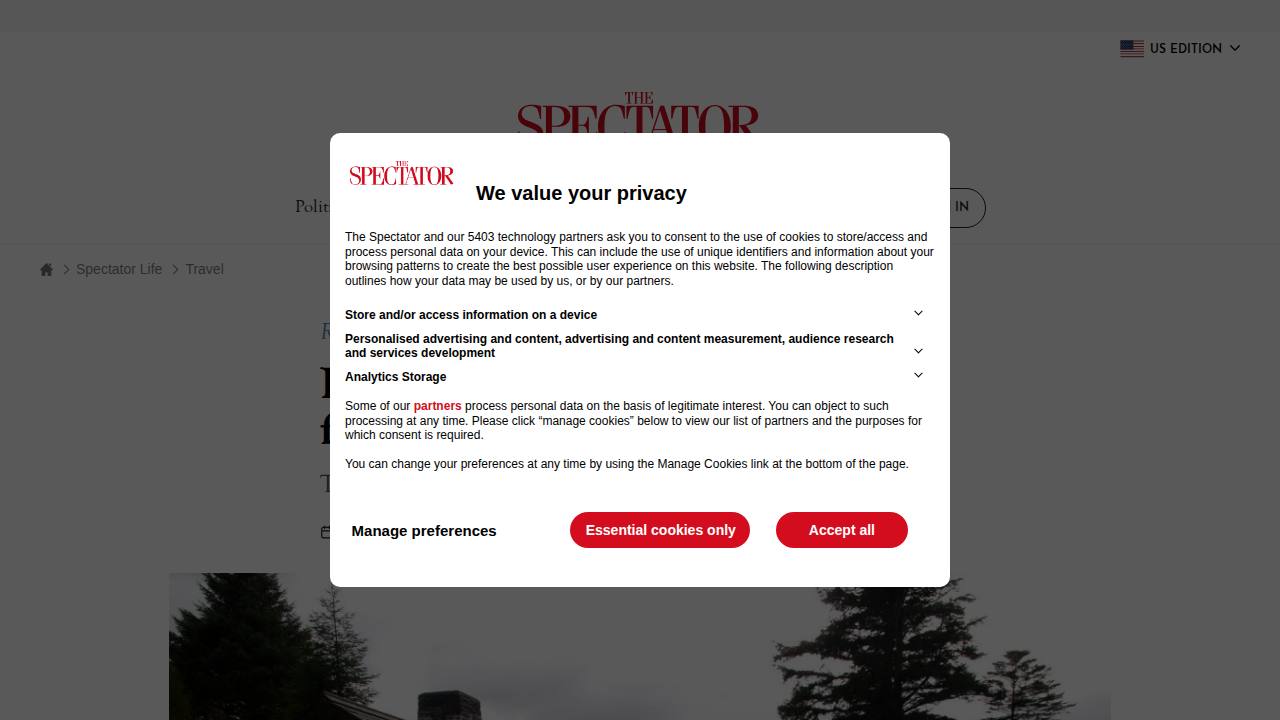 US EDITION
THE
SPECTATOR
THE
SPECTATOR
We value your privacy
IN
The Spectator and our 5403 technology partners ask you to consent to the use of cookies to store/access and
process personal data on your device. This can include the use of unique identifiers and information about your
browsing patterns to create the best possible user experience on this website. The following description
outlines how your data may be used by us, or by our partners.
Spectator Life
Travel
Store and/or access information on a device
Personalised advertising and content, advertising and content measurement, audience research
and services development
Analytics Storage
Some of our partners process personal data on the basis of legitimate interest. You can object to such
processing at any time. Please click “manage cookies” below to view our list of partners and the purposes for
which consent is required.
You can change your preferences at any time by using the Manage Cookies link at the bottom of the page.
Manage preferences
Essential cookies only
Accept all